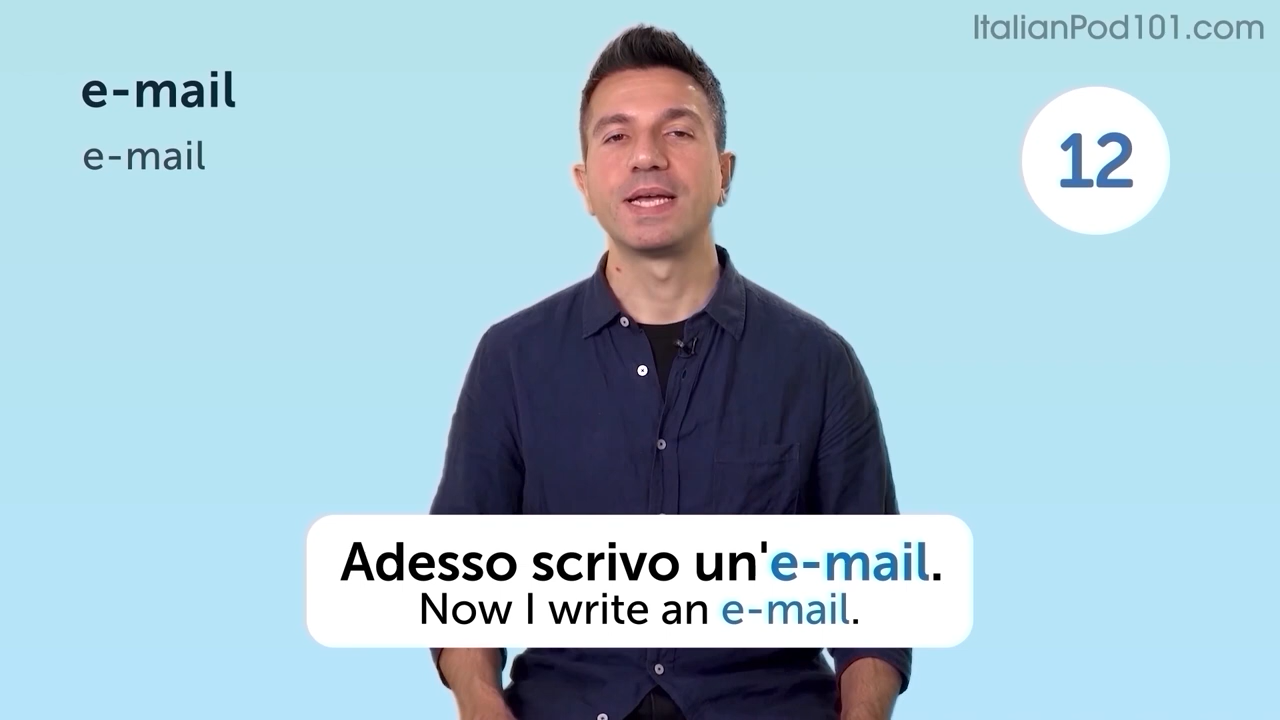 ItalianPod101.com
e-mail
e-mail
12
Adesso scrivo un'e-mail.
Now I write an e-mail.